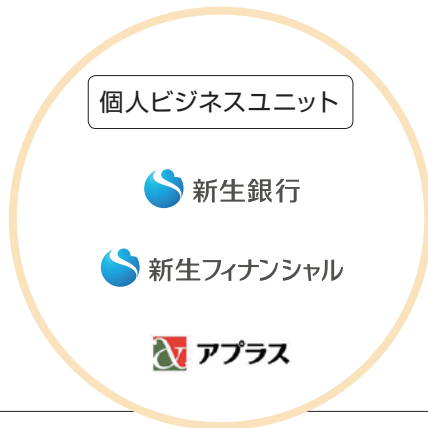 個人ビジネスユニット
新生銀行
新生フィナンシャル
アプラス